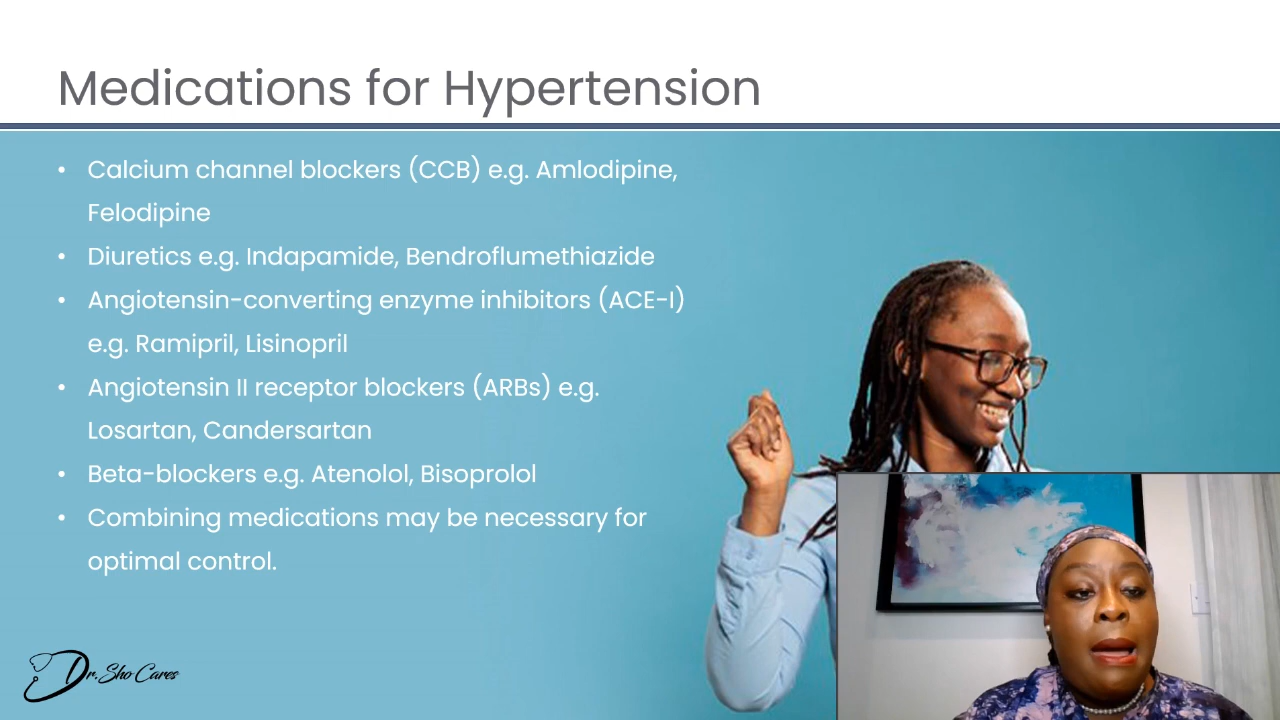 Medications for Hypertension
• Calcium channel blockers (CCB) e.g. Amlodipine,
Felodipine
• Diuretics e.g. Indapamide, Bendroflumethiazide
• Angiotensin-converting enzyme inhibitors (ACE-I)
e.g. Ramipril, Lisinopril
• Angiotensin II receptor blockers (ARBs) e.g.
Losartan, Candersartan
• Beta-blockers e.g. Atenolol, Bisoprolol
• Combining medications may be necessary for
optimal control.
Dr. Sho Cares